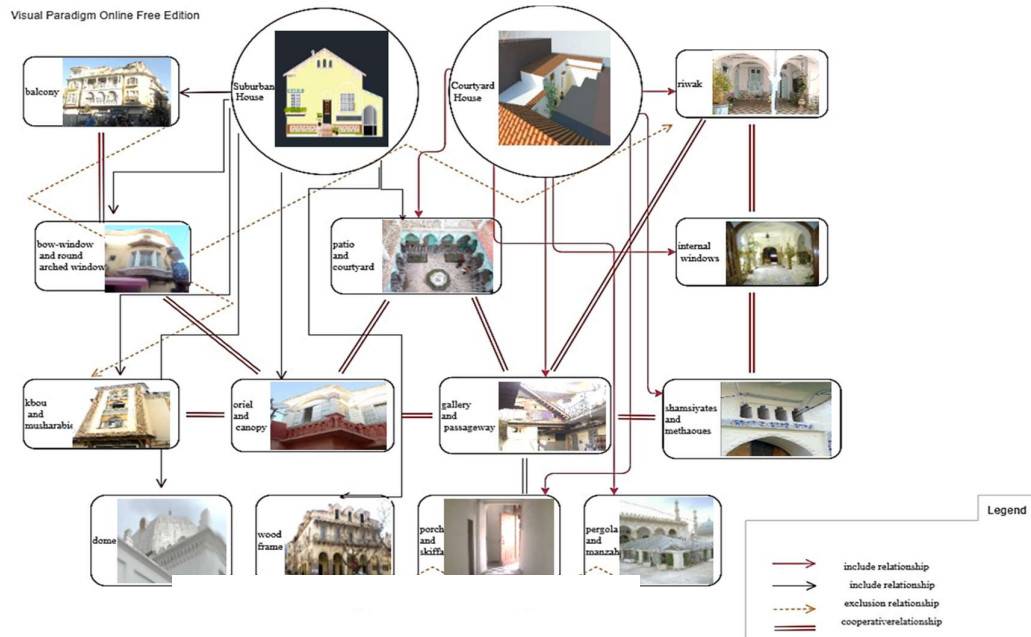 Visual Paradigm Online Free Edition
balcony
Suburban
House
Courtyard
House
riwak
bow-window
and round
arched window
patio
and
courtyard
internal
windows
kbou
and
musharabie
oriel
and
canopy
gallery
and
passageway
shamsiyates
and
methaoues
dome
wood
frame
porch
and
skiffa
pergola
and
manzah
Legend
include relationship
include relationship
exclusion relationship
cooperativerelationship